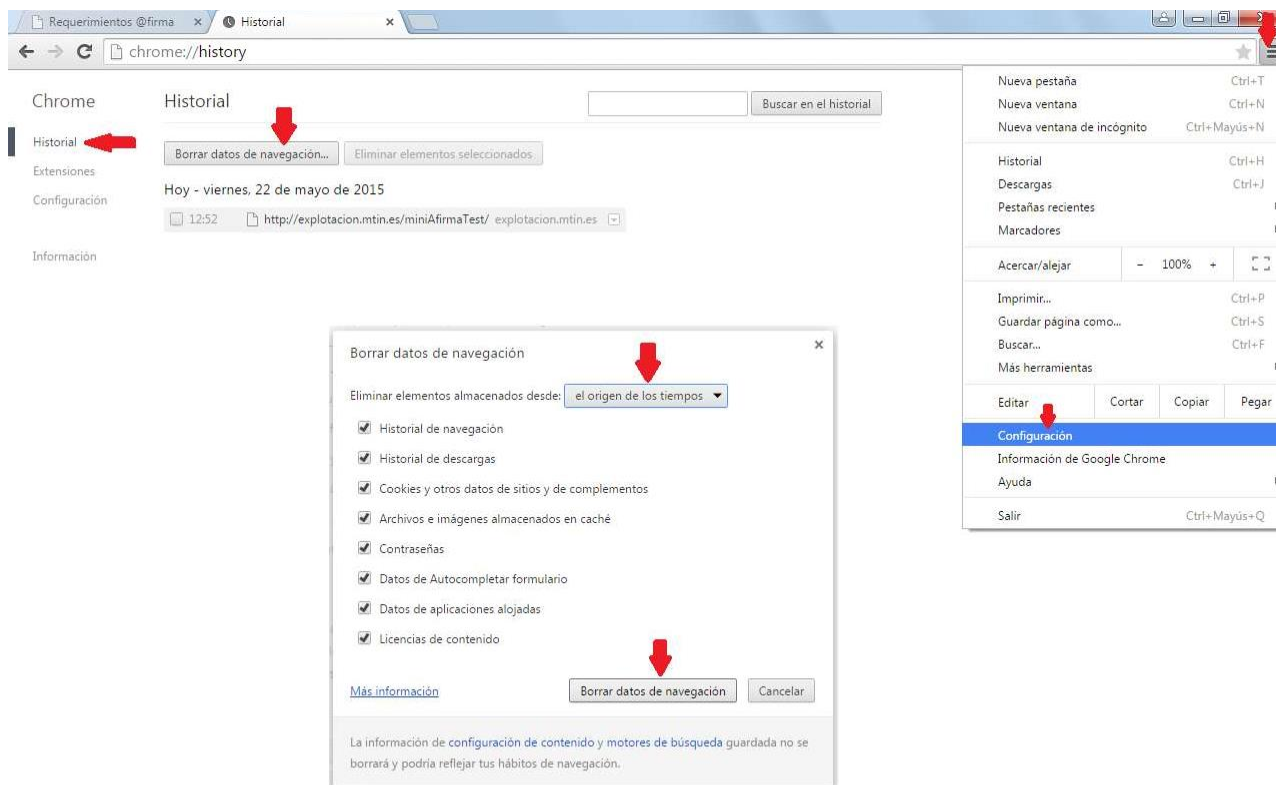 Requerimientos @firma
Historial
chrome://history
Chrome
Historial
Extensiones
Configuración
Información
Historial
Buscar en el historial
Borrar datos de navegación...
Eliminar elementos seleccionados
Hoy - viernes, 22 de mayo de 2015
12:52 http://explotacion.mtin.es/miniAfirmaTest/ explotacion.mtin.es
Nueva pestaña Ctrl+T
Nueva ventana Ctrl+N
Nueva ventana de incógnito Ctrl+Mayús+N
Historial Ctrl+H
Descargas Ctrl+J
Pestañas recientes
Marcadores
Acercar/alejar - 100% +
Imprimir... Ctrl+P
Guardar página como... Ctrl+S
Buscar... Ctrl+F
Más herramientas
Editar Cortar Copiar Pegar
Configuración
Información de Google Chrome
Ayuda
Salir Ctrl+Mayús+Q
Borrar datos de navegación
Eliminar elementos almacenados desde: el origen de los tiempos
Historial de navegación
Historial de descargas
Cookies y otros datos de sitios y de complementos
Archivos e imágenes almacenados en caché
Contraseñas
Datos de Autocompletar formulario
Datos de aplicaciones alojadas
Licencias de contenido
Más información
Borrar datos de navegación
Cancelar
La información de configuración de contenido y motores de búsqueda guardada no se
borrará y podría reflejar tus hábitos de navegación.